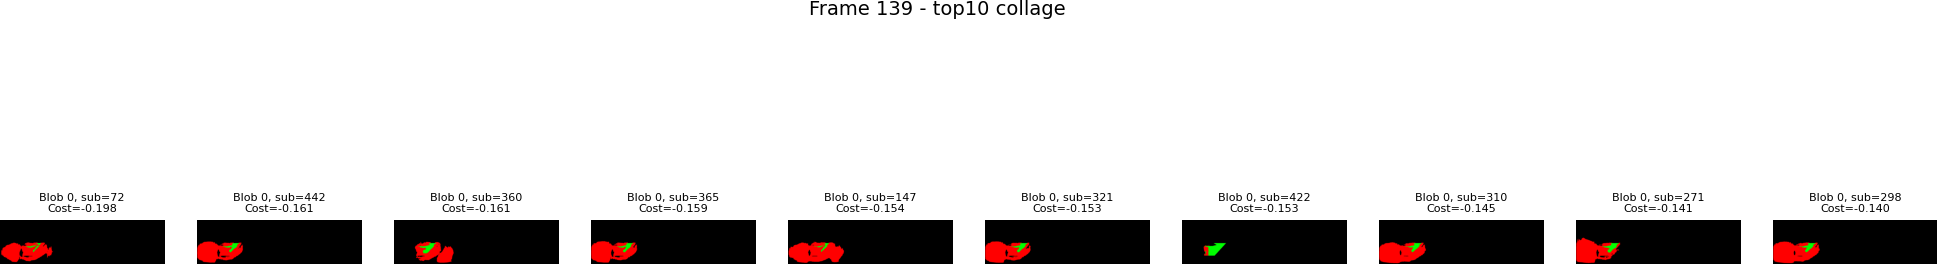 Frame 139 - top10 collage
Blob 0, sub=72
Cost=-0.198
Blob 0, sub=442
Cost=-0.161
Blob 0, sub=360
Cost=-0.161
Blob 0, sub=365
Cost=-0.159
Blob 0, sub=147
Cost=-0.154
Blob 0, sub=321
Cost=-0.153
Blob 0, sub=422
Cost=-0.153
Blob 0, sub=310
Cost=-0.145
Blob 0, sub=271
Cost=-0.141
Blob 0, sub=298
Cost=-0.140